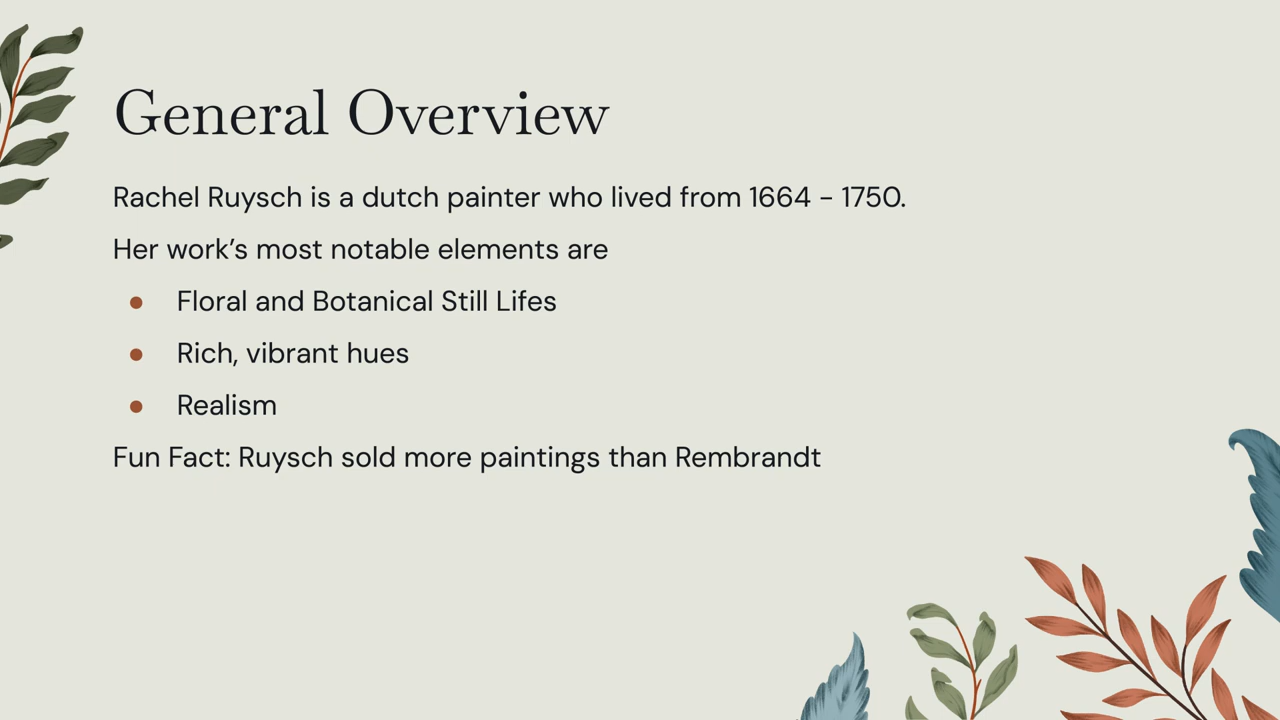 General Overview
Rachel Ruysch is a dutch painter who lived from 1664 – 1750.
Her work’s most notable elements are
● Floral and Botanical Still Lifes
● Rich, vibrant hues
● Realism
Fun Fact: Ruysch sold more paintings than Rembrandt